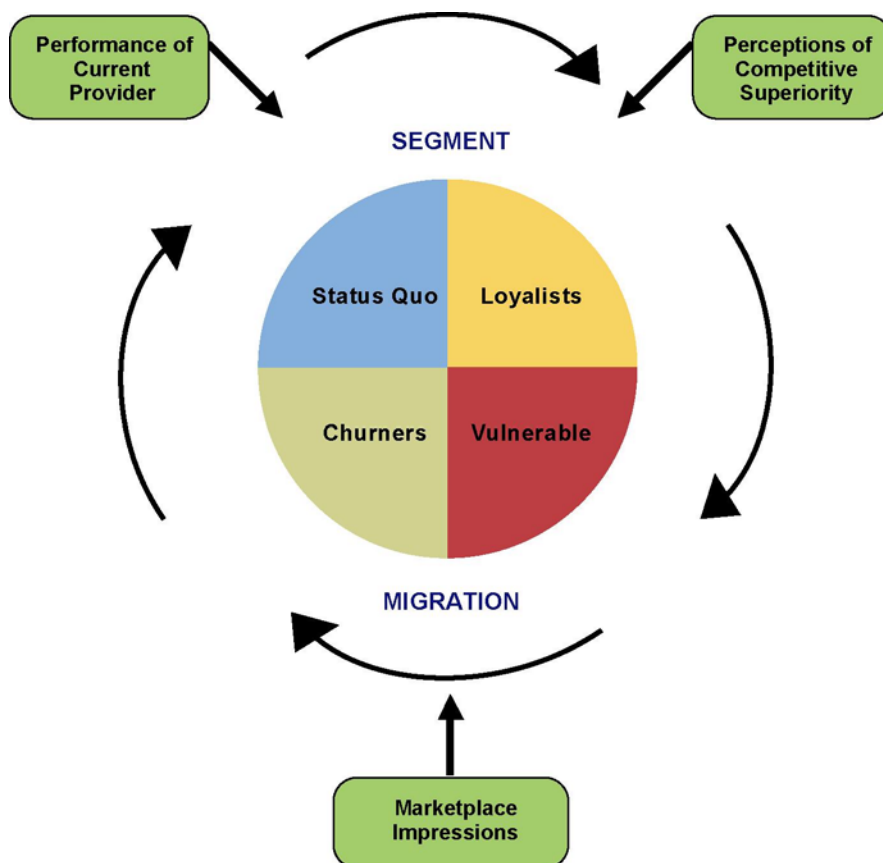 Performance of
Current
Provider
Perceptions of
Competitive
Superiority
SEGMENT
Status Quo
Loyalists
Churners
Vulnerable
MIGRATION
Marketplace
Impressions